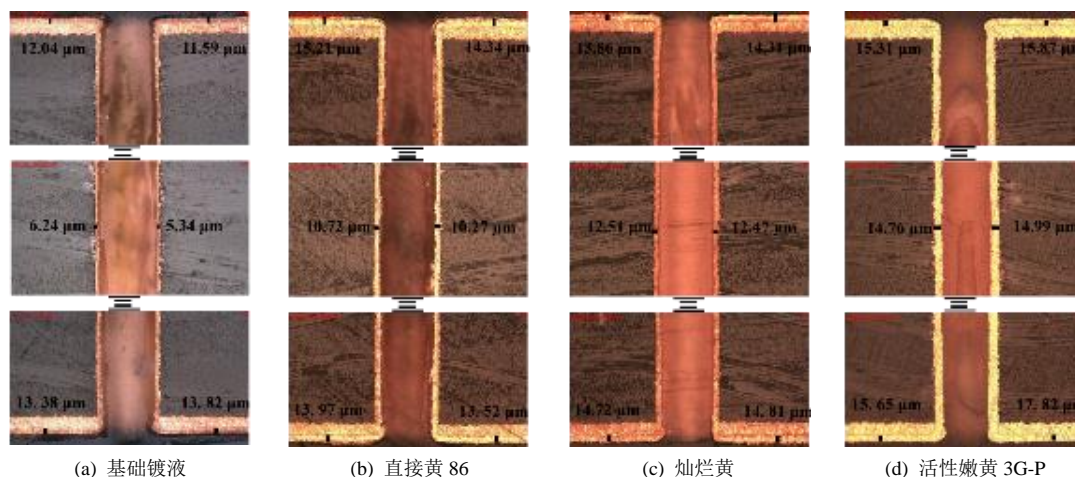 12.04 μm 11.59 μm 15.21 μm 14.34 μm 15.86 μm 14.31 μm 15.31 μm 15.87 μm
6.24 μm 5.34 μm 10.72 μm 10.27 μm 12.51 μm 12.47 μm 14.76 μm 14.99 μm
13. 38 μm 13. 82 μm 13. 97 μm 13. 52 μm 14.72 μm 14. 81 μm 15. 65 μm 17. 82 μm
(a) 基础镀液 (b) 直接黄 86 (c) 灿烂黄 (d) 活性嫩黄 3G-P